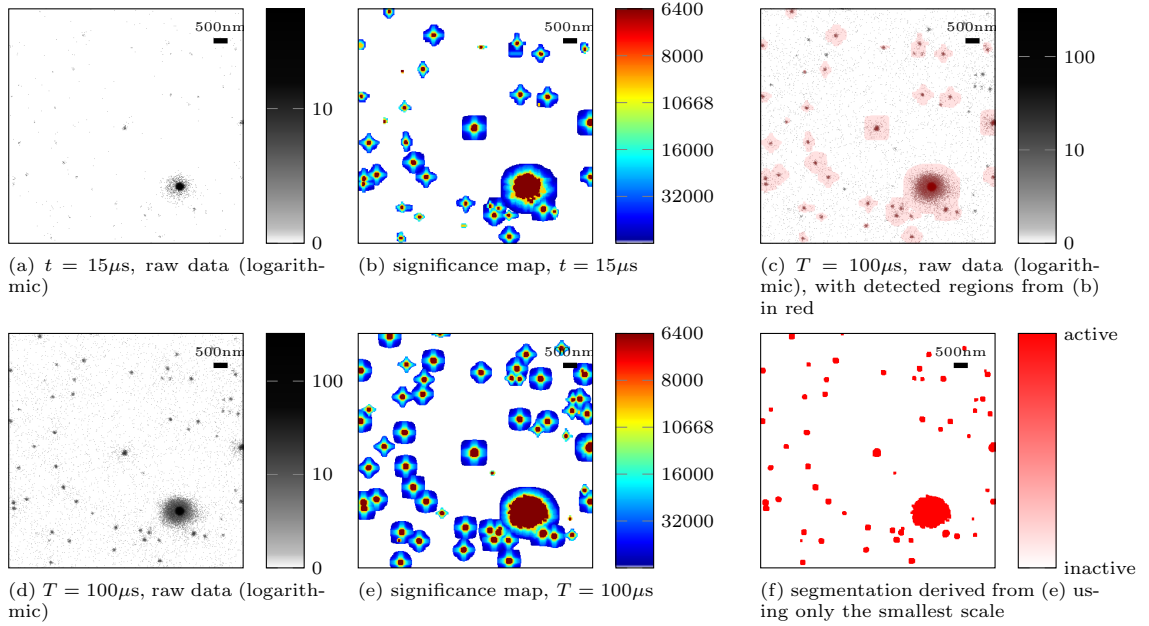 500nm
10
0
(a) t = 15µs, raw data (logarith-
mic)
500nm
6400
8000
10668
16000
32000
(b) significance map, t = 15µs
500nm
100
10
0
(c) T = 100µs, raw data (logarith-
mic), with detected regions from (b)
in red
500nm
100
10
0
(d) T = 100µs, raw data (logarith-
mic)
500nm
6400
8000
10668
16000
32000
(e) significance map, T = 100µs
500nm
active
inactive
(f) segmentation derived from (e) us-
ing only the smallest scale